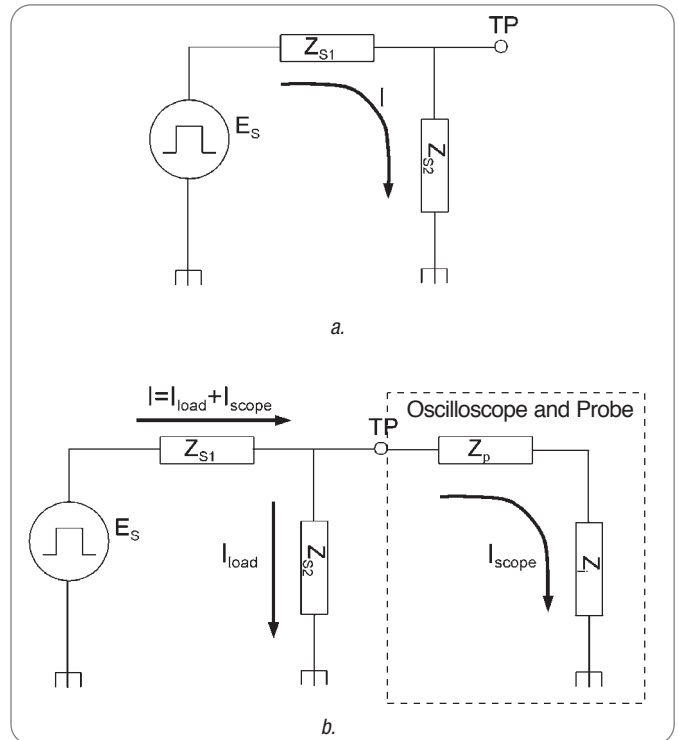 TP
Z_S1
I
E_S
Z_S2
a.
I=I_load+I_scope
Oscilloscope and Probe
TP
Z_S1
Z_p
E_S
I_load
Z_S2
I_scope
Z_i
b.